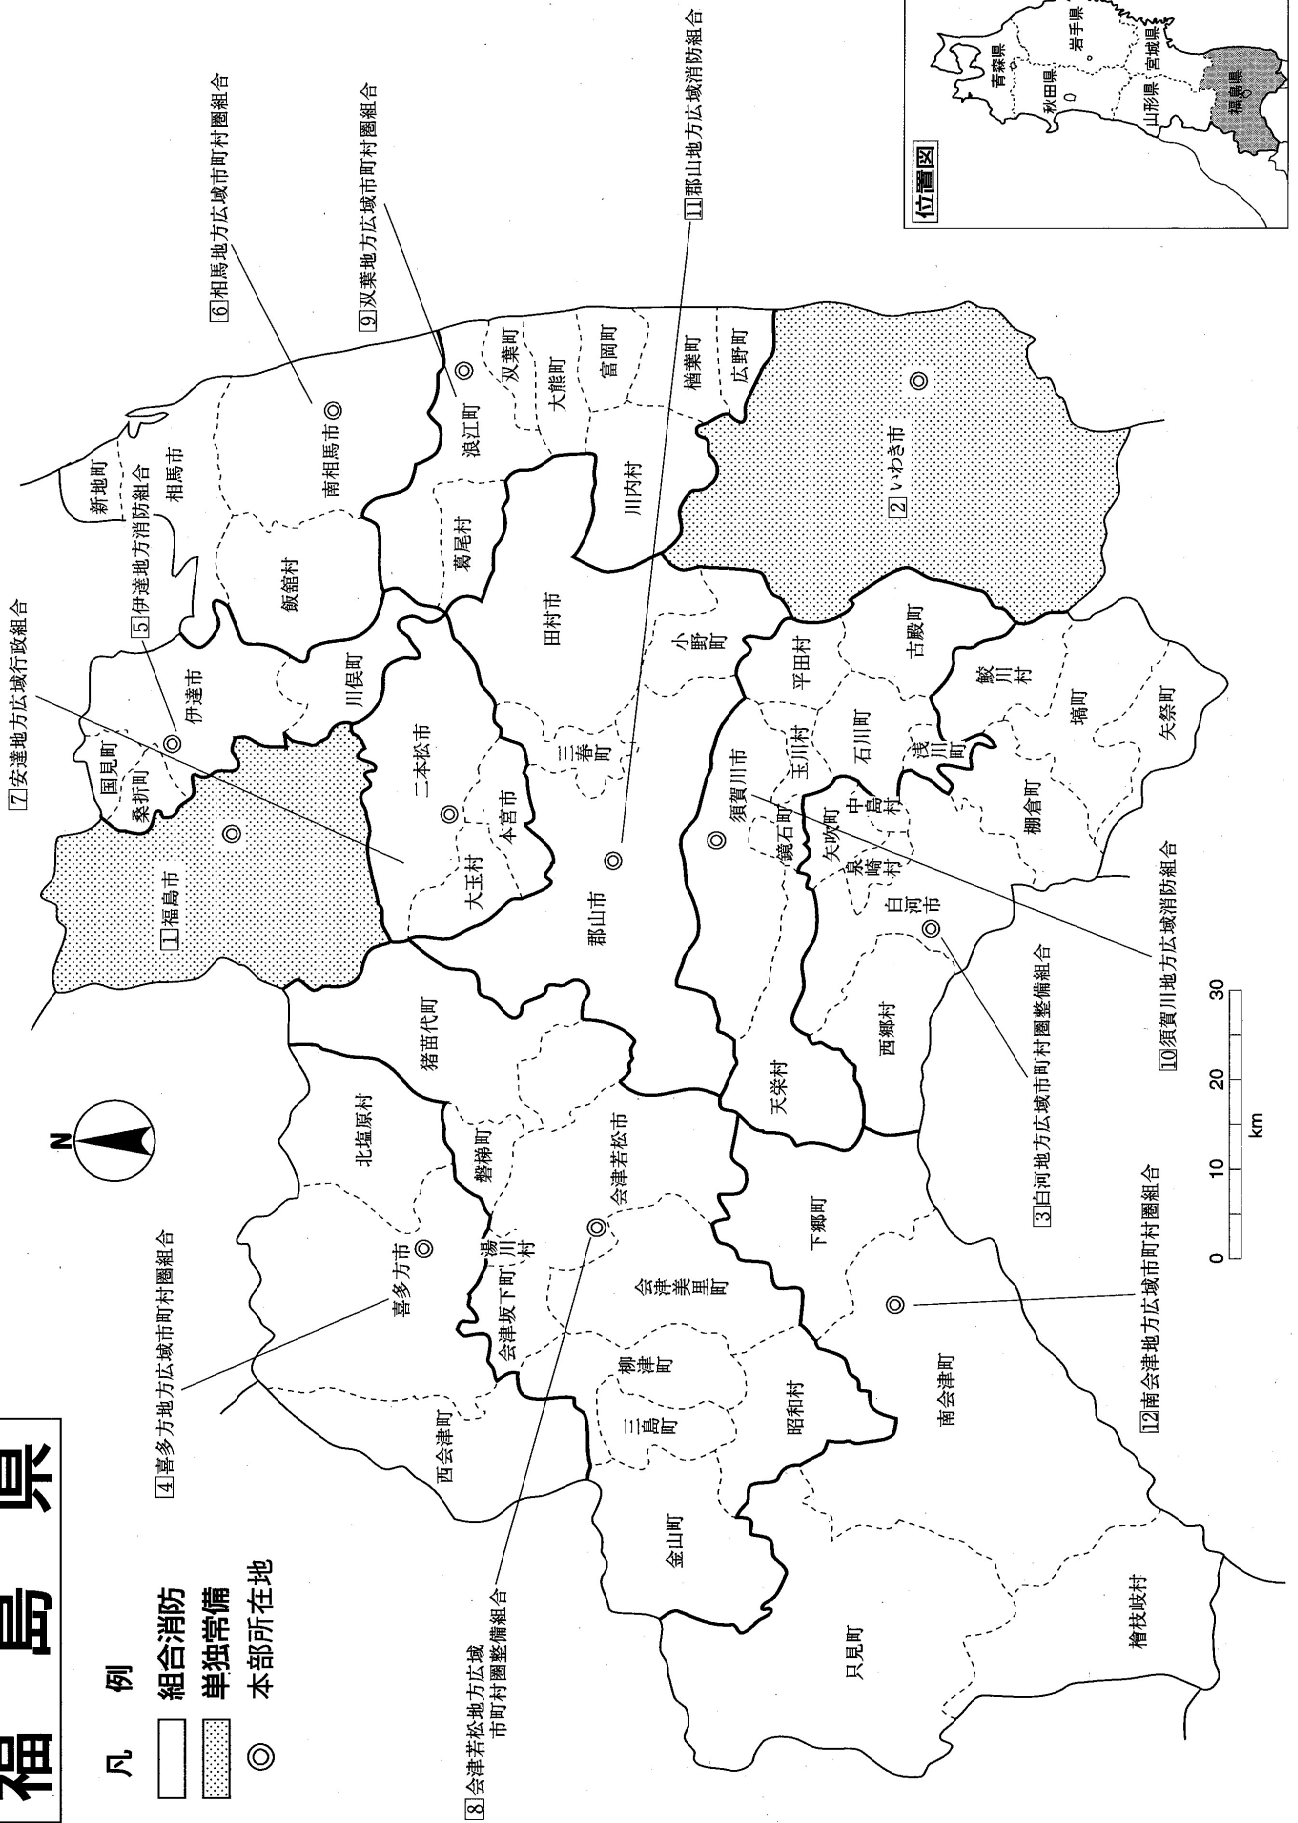 福島県
凡例
組合消防
単独常備
本部所在地
N
4 喜多方地方広域市町村圏組合
7 安達地方広域行政組合
5 伊達地方消防組合
6 相馬地方広域市町村圏組合
9 双葉地方広域市町村圏組合
11 郡山地方広域消防組合
8 会津若松地方広域
市町村圏整備組合
12 南会津地方広域市町村圏組合
3 白河地方広域市町村圏整備組合
10 須賀川地方広域消防組合
1 福島市
2 いわき市
国見町
桑折町
伊達市
川俣町
新地町
相馬市
南相馬市
飯舘村
浪江町
葛尾村
双葉町
大熊町
富岡町
楢葉町
広野町
川内村
二本松市
大玉村
本宮市
田村市
三春町
小野町
郡山市
須賀川市
鏡石町
天栄村
玉川村
平田村
石川町
古殿町
浅川町
矢吹町
中島村
泉崎村
白河市
西郷村
棚倉町
鮫川村
塙町
矢祭町
猪苗代町
北塩原村
喜多方市
西会津町
磐梯町
湯川村
会津坂下町
会津若松市
会津美里町
柳津町
三島町
金山町
昭和村
下郷町
南会津町
只見町
檜枝岐村
0 10 20 30
km
位置図
青森県
秋田県
岩手県
山形県
宮城県
福島県